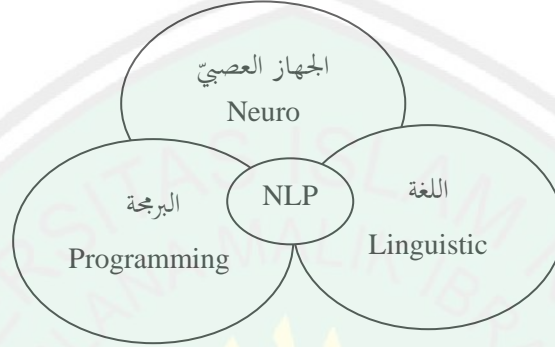 الجهاز العصبيّ
Neuro
البرمجة
Programming
NLP
اللغة
Linguistic